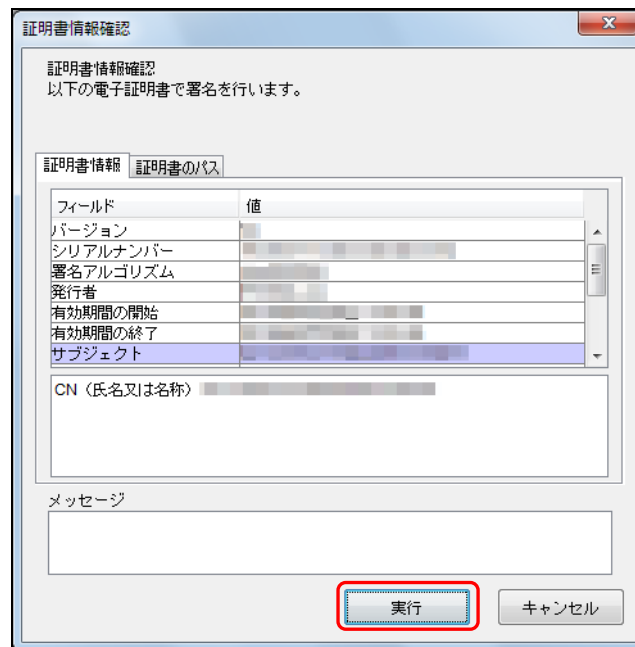 証明書情報確認
証明書情報確認
以下の電子証明書で署名を行います。
証明書情報 証明書のパス
フィールド 値
バージョン
シリアルナンバー
署名アルゴリズム
発行者
有効期間の開始
有効期間の終了
サブジェクト
CN（氏名又は名称）
メッセージ
実行 キャンセル